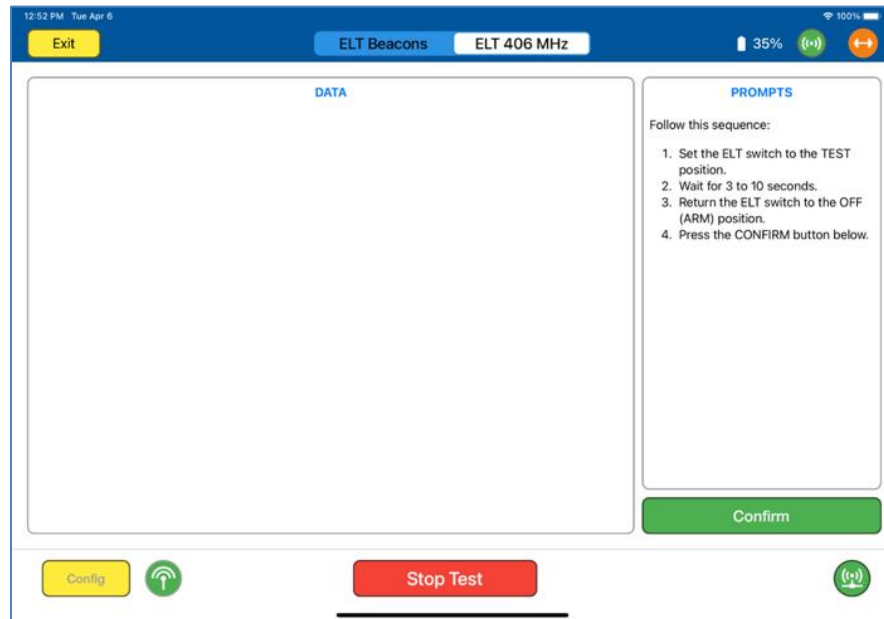 12:52 PM Tue Apr 6
100%
Exit
ELT Beacons
ELT 406 MHz
35%
DATA
PROMPTS
Follow this sequence:
1. Set the ELT switch to the TEST
position.
2. Wait for 3 to 10 seconds.
3. Return the ELT switch to the OFF
(ARM) position.
4. Press the CONFIRM button below.
Confirm
Config
Stop Test